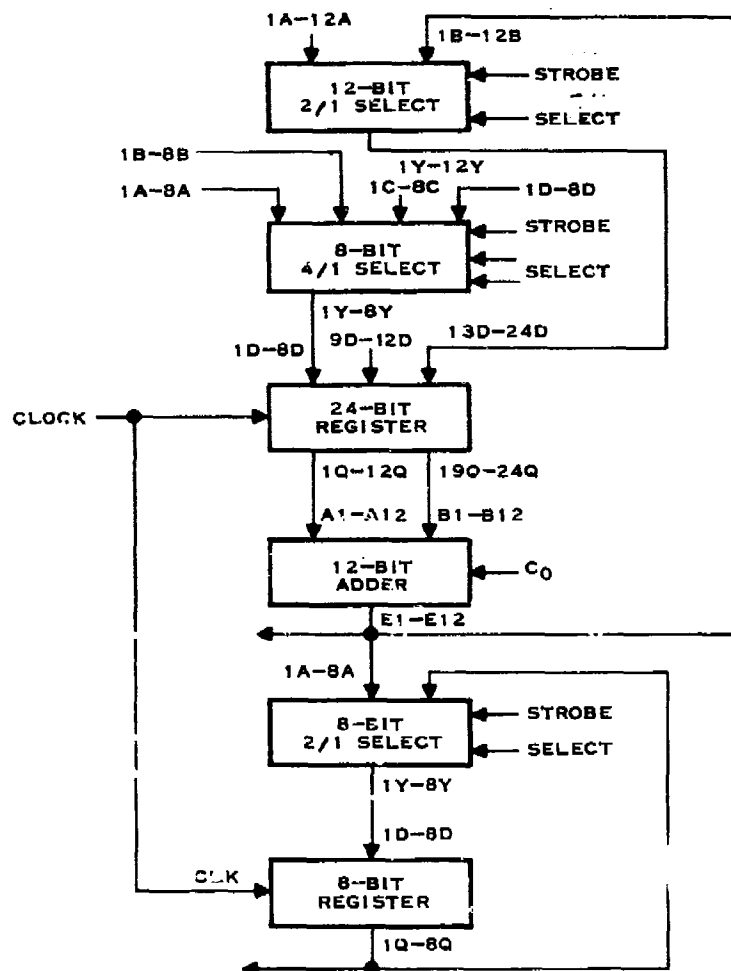 1A-12A
1B-12B
12-BIT
2/1 SELECT
STROBE
SELECT
1B-8B
1Y-12Y
1A-8A
1C-8C
1D-8D
8-BIT
4/1 SELECT
STROBE
SELECT
1Y-8Y
9D-12D
13D-24D
1D-8D
CLOCK
24-BIT
REGISTER
1Q-12Q
19Q-24Q
A1-A12
B1-B12
12-BIT
ADDER
C0
E1-E12
1A-8A
8-BIT
2/1 SELECT
STROBE
SELECT
1Y-8Y
1D-8D
CLK
8-BIT
REGISTER
1Q-8Q